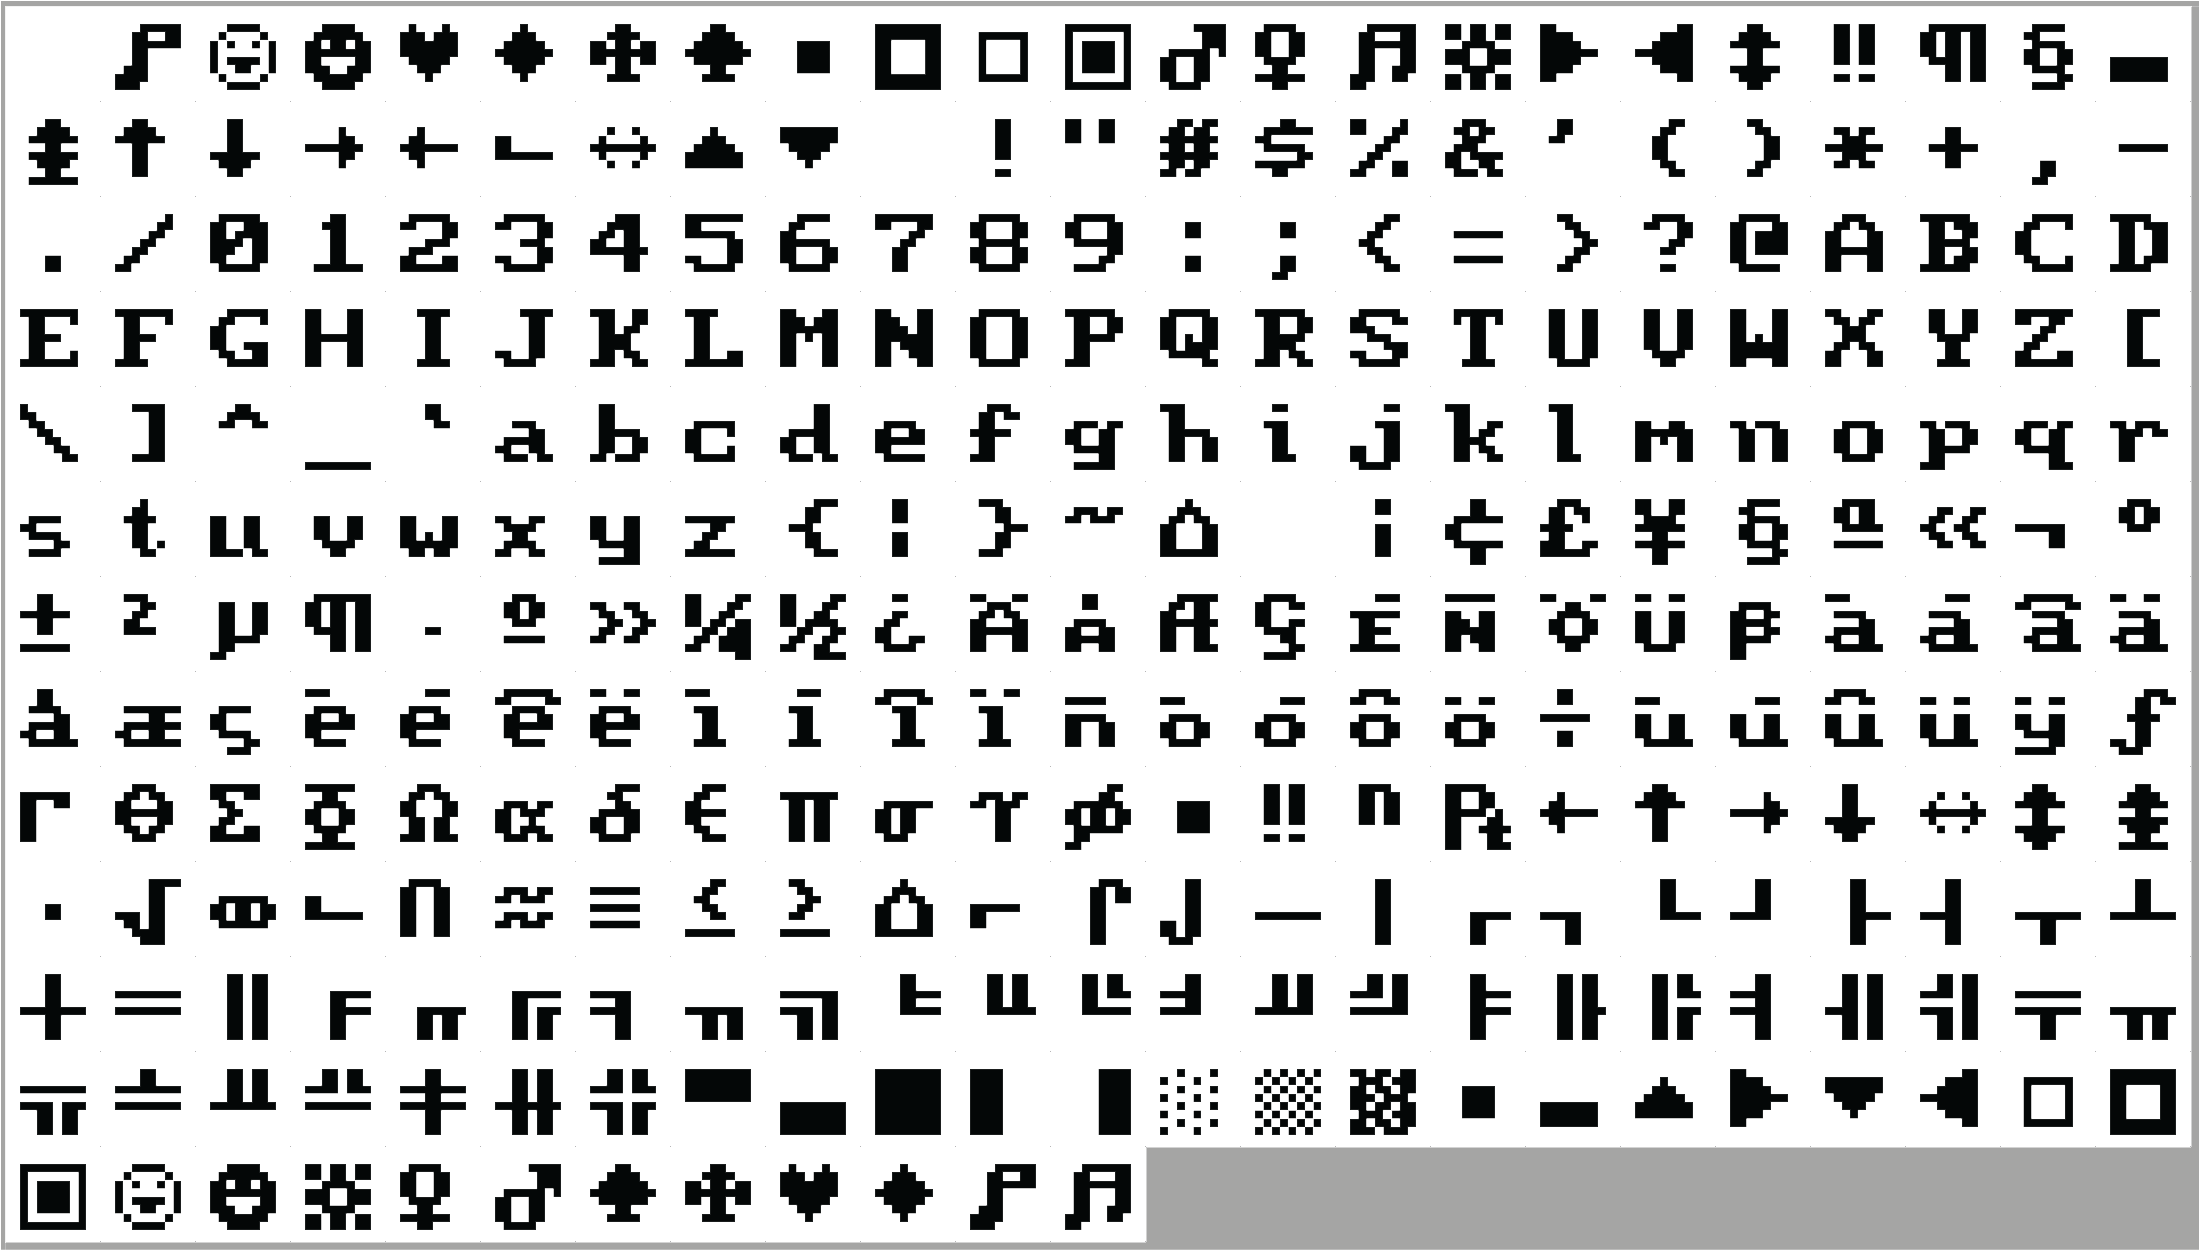 ♪ ☺ ☻ ♥ ♦ ♣ ♠ ▪ ◘ □ ◙ ♂ ♀ ♫ ☼ ► ◄ ↕ ‼ ¶ § ▬
↨ ↑ ↓ → ← ∟ ↔ ▲ ▼ ! " # $ % & ' ( ) * + , -
. / 0 1 2 3 4 5 6 7 8 9 : ; < = > ? @ A B C D
E F G H I J K L M N O P Q R S T U V W X Y Z [
\ ] ^ _ ` a b c d e f g h i j k l m n o p q r
s t u v w x y z { ¦ } ~ ⌂ ¡ ¢ £ ¥ § ª « ¬ °
± ² µ ¶ · º » ¼ ½ ¿ Ä Å Æ Ç É Ñ Ö Ü ß à á â ä
å æ ç è é ê ë ì í î ï ñ ò ó ô ö ÷ ù ú û ü ÿ ƒ
Γ Θ Σ Φ Ω α δ ε π σ τ φ ▪ ‼ ⁿ ₧ ← ↑ → ↓ ↔ ↕ ↨
∙ √ ∞ ∟ ∩ ≈ ≡ ≤ ≥ ⌂ ⌐ ⌠ ⌡ ─ │ ┌ ┐ └ ┘ ├ ┤ ┬ ┴
┼ ═ ║ ╒ ╓ ╔ ╕ ╖ ╗ ╘ ╙ ╚ ╛ ╜ ╝ ╞ ╟ ╠ ╡ ╢ ╣ ╤ ╥
╦ ╧ ╨ ╩ ╪ ╫ ╬ ▀ ▄ █ ▌ ▐ ░ ▒ ▓ ■ ▬ ▲ ► ▼ ◄ □ ◘
◙ ☺ ☻ ☼ ♀ ♂ ♠ ♣ ♥ ♦ ♪ ♫